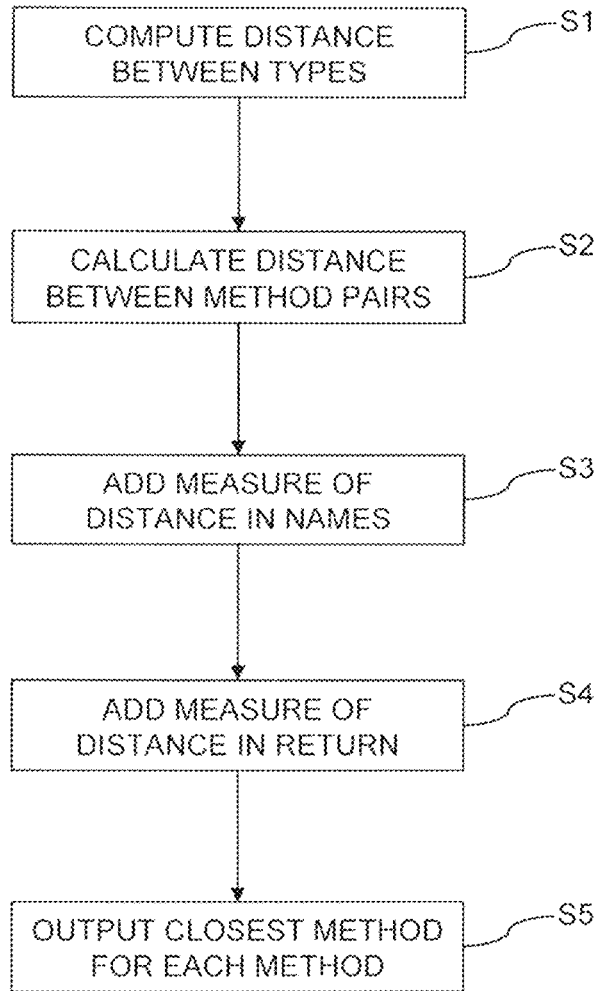 COMPUTE DISTANCE
BETWEEN TYPES
S1
CALCULATE DISTANCE
BETWEEN METHOD PAIRS
S2
ADD MEASURE OF
DISTANCE IN NAMES
S3
ADD MEASURE OF
DISTANCE IN RETURN
S4
OUTPUT CLOSEST METHOD
FOR EACH METHOD
S5